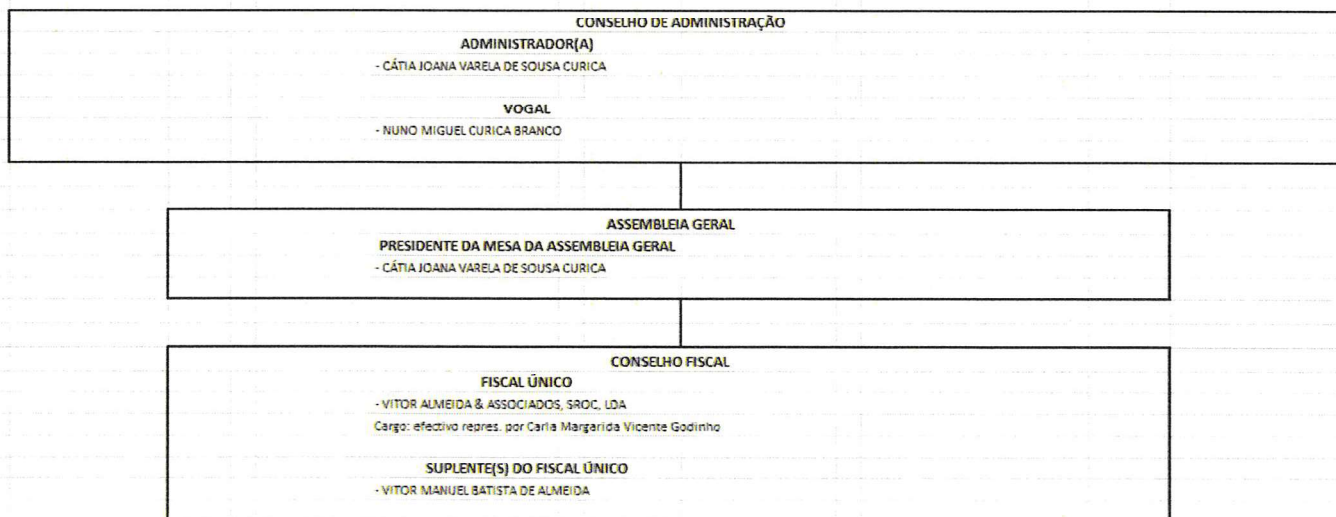 CONSELHO DE ADMINISTRAÇÃO
ADMINISTRADOR(A)
- CÁTIA JOANA VARELA DE SOUSA CURICA
VOGAL
- NUNO MIGUEL CURICA BRANCO
ASSEMBLEIA GERAL
PRESIDENTE DA MESA DA ASSEMBLEIA GERAL
- CÁTIA JOANA VARELA DE SOUSA CURICA
CONSELHO FISCAL
FISCAL ÚNICO
- VITOR ALMEIDA & ASSOCIADOS, SROC, LDA
Cargo: efectivo repres. por Carla Margarida Vicente Godinho
SUPLENTE(S) DO FISCAL ÚNICO
- VITOR MANUEL BATISTA DE ALMEIDA